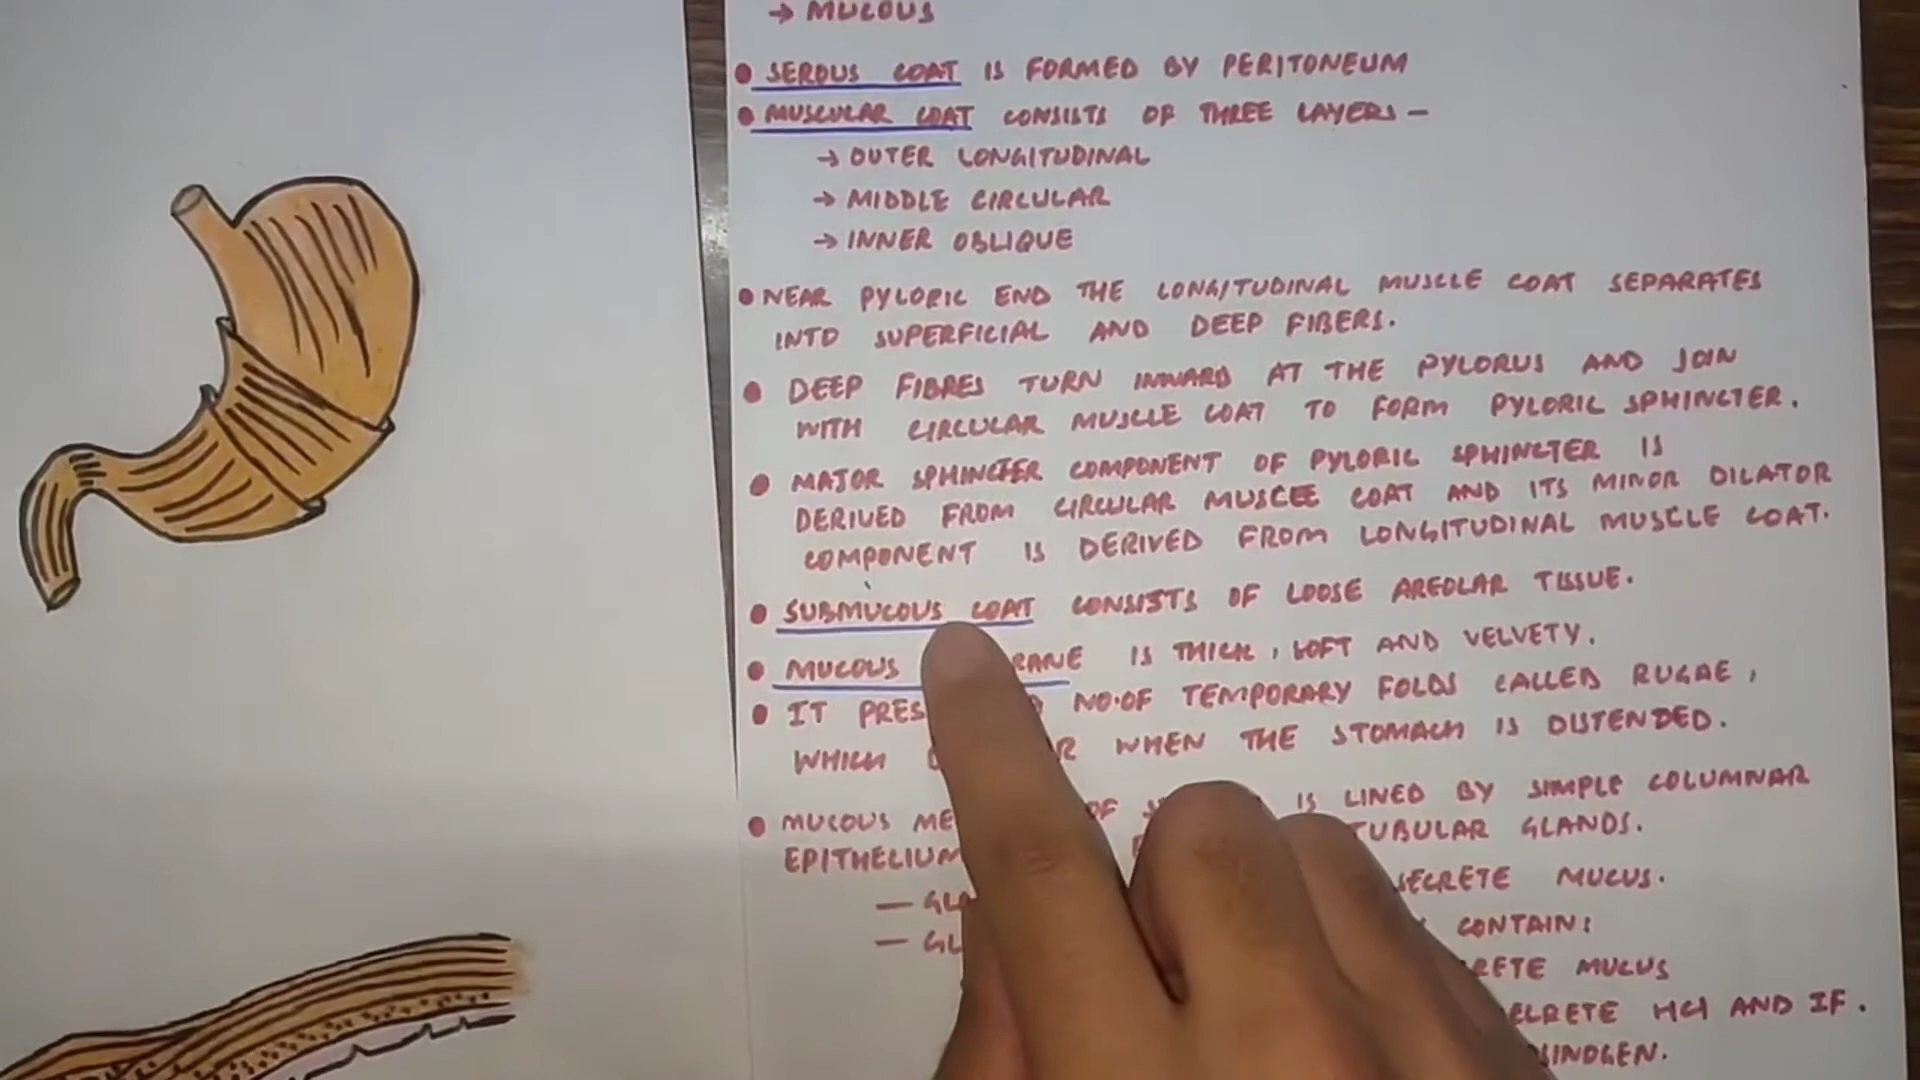 → MUCOUS
• SEROUS COAT IS FORMED BY PERITONEUM
• MUSCULAR COAT CONSISTS OF THREE LAYERS —
→ OUTER LONGITUDINAL
→ MIDDLE CIRCULAR
→ INNER OBLIQUE
• NEAR PYLORIC END THE LONGITUDINAL MUSCLE COAT SEPARATES
INTO SUPERFICIAL AND DEEP FIBERS.
• DEEP FIBRES TURN INWARD AT THE PYLORUS AND JOIN
WITH CIRCULAR MUSCLE COAT TO FORM PYLORIC SPHINCTER.
• MAJOR SPHINCTER COMPONENT OF PYLORIC SPHINCTER IS
DERIVED FROM CIRCULAR MUSCLE COAT AND ITS MINOR DILATOR
COMPONENT IS DERIVED FROM LONGITUDINAL MUSCLE COAT.
• SUBMUCOUS COAT CONSISTS OF LOOSE AREOLAR TISSUE.
• MUCOUS IS THICK, SOFT AND VELVETY.
• IT NO.OF TEMPORARY FOLDS CALLED RUGAE,
WHICH WHEN THE STOMACH IS DISTENDED.
• MUCOUS OF IS LINED BY SIMPLE COLUMNAR
EPITHELIUM TUBULAR GLANDS.
— SECRETE MUCUS.
— CONTAIN:
MUCUS
HCl AND IF.